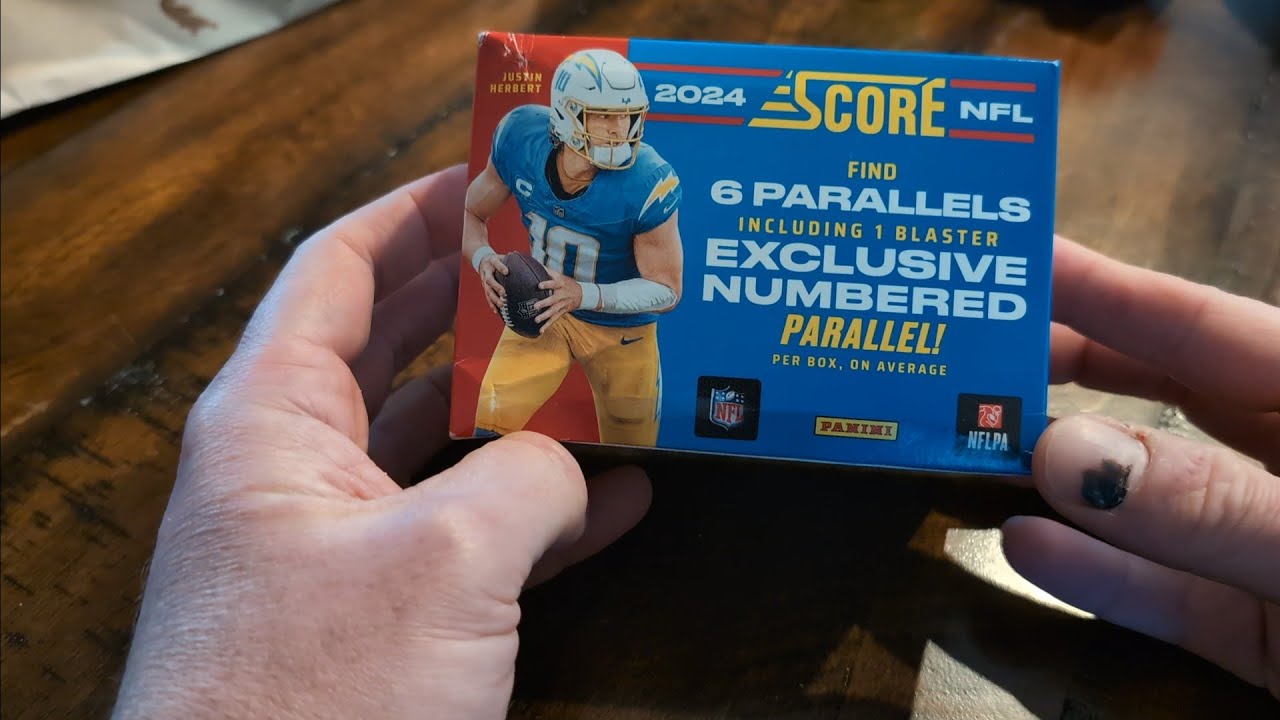 JUSTIN
HERBERT
2024 SCORE NFL
FIND
6 PARALLELS
INCLUDING 1 BLASTER
EXCLUSIVE
NUMBERED
PARALLEL!
PER BOX, ON AVERAGE
10
C
10
NFL
PANINI
NFLPA